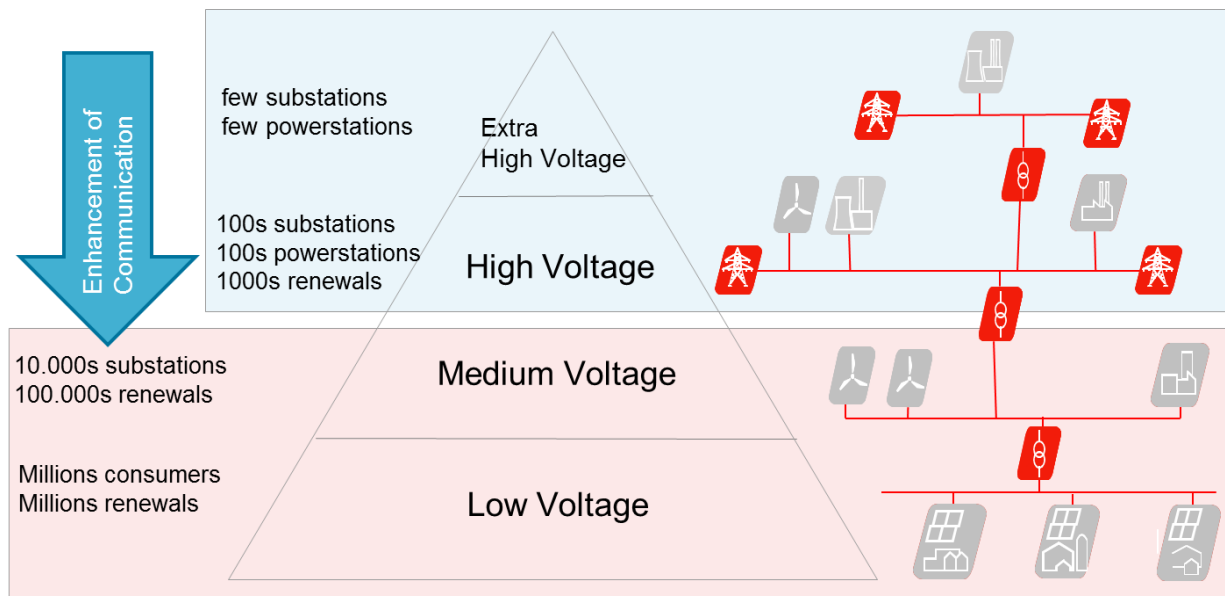 Enhancement of
Communication
few substations
few powerstations
Extra
High Voltage
100s substations
100s powerstations
1000s renewals
High Voltage
10.000s substations
100.000s renewals
Medium Voltage
Millions consumers
Millions renewals
Low Voltage